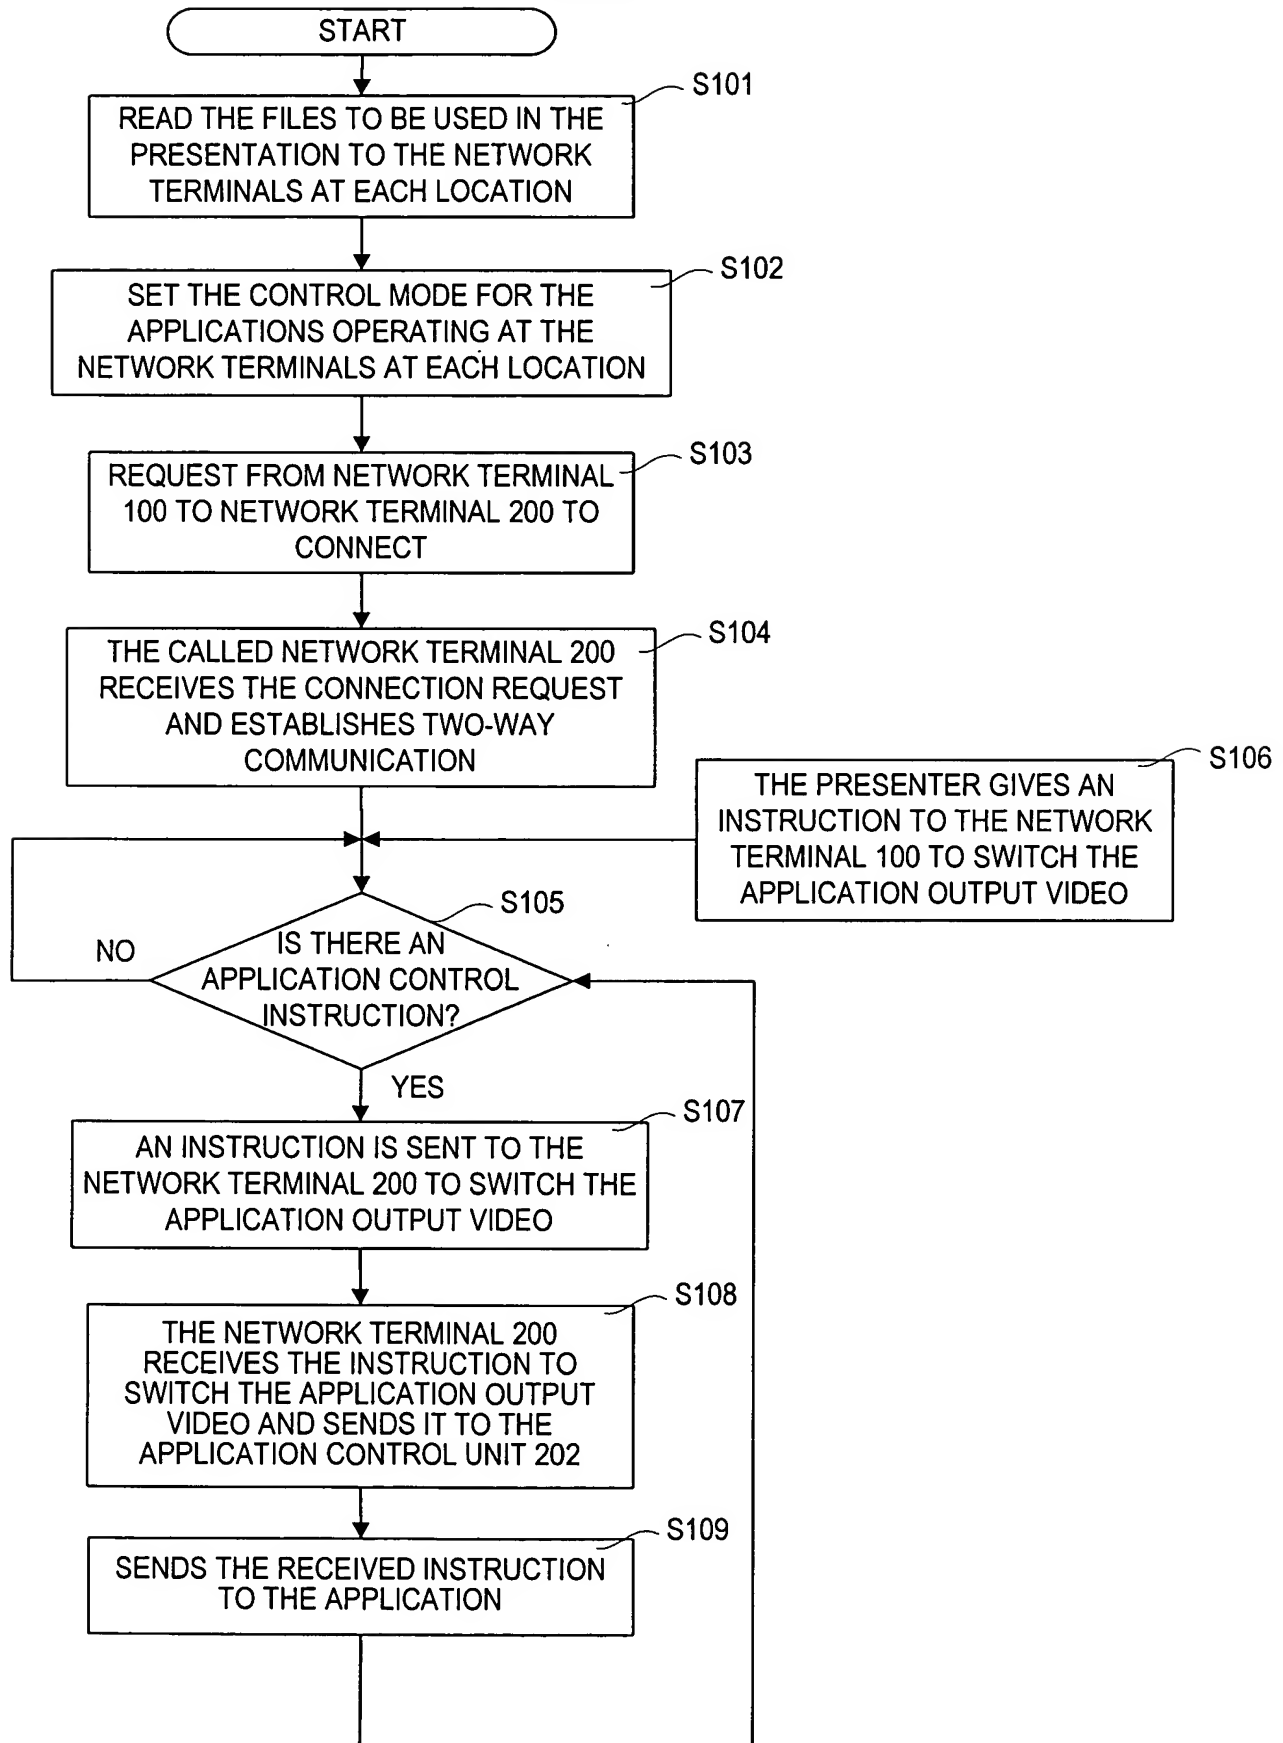 START
S101
READ THE FILES TO BE USED IN THE
PRESENTATION TO THE NETWORK
TERMINALS AT EACH LOCATION
S102
SET THE CONTROL MODE FOR THE
APPLICATIONS OPERATING AT THE
NETWORK TERMINALS AT EACH LOCATION
S103
REQUEST FROM NETWORK TERMINAL
100 TO NETWORK TERMINAL 200 TO
CONNECT
S104
THE CALLED NETWORK TERMINAL 200
RECEIVES THE CONNECTION REQUEST
AND ESTABLISHES TWO-WAY
COMMUNICATION
S106
THE PRESENTER GIVES AN
INSTRUCTION TO THE NETWORK
TERMINAL 100 TO SWITCH THE
APPLICATION OUTPUT VIDEO
S105
IS THERE AN
APPLICATION CONTROL
INSTRUCTION?
NO
YES
S107
AN INSTRUCTION IS SENT TO THE
NETWORK TERMINAL 200 TO SWITCH THE
APPLICATION OUTPUT VIDEO
S108
THE NETWORK TERMINAL 200
RECEIVES THE INSTRUCTION TO
SWITCH THE APPLICATION OUTPUT
VIDEO AND SENDS IT TO THE
APPLICATION CONTROL UNIT 202
S109
SENDS THE RECEIVED INSTRUCTION
TO THE APPLICATION